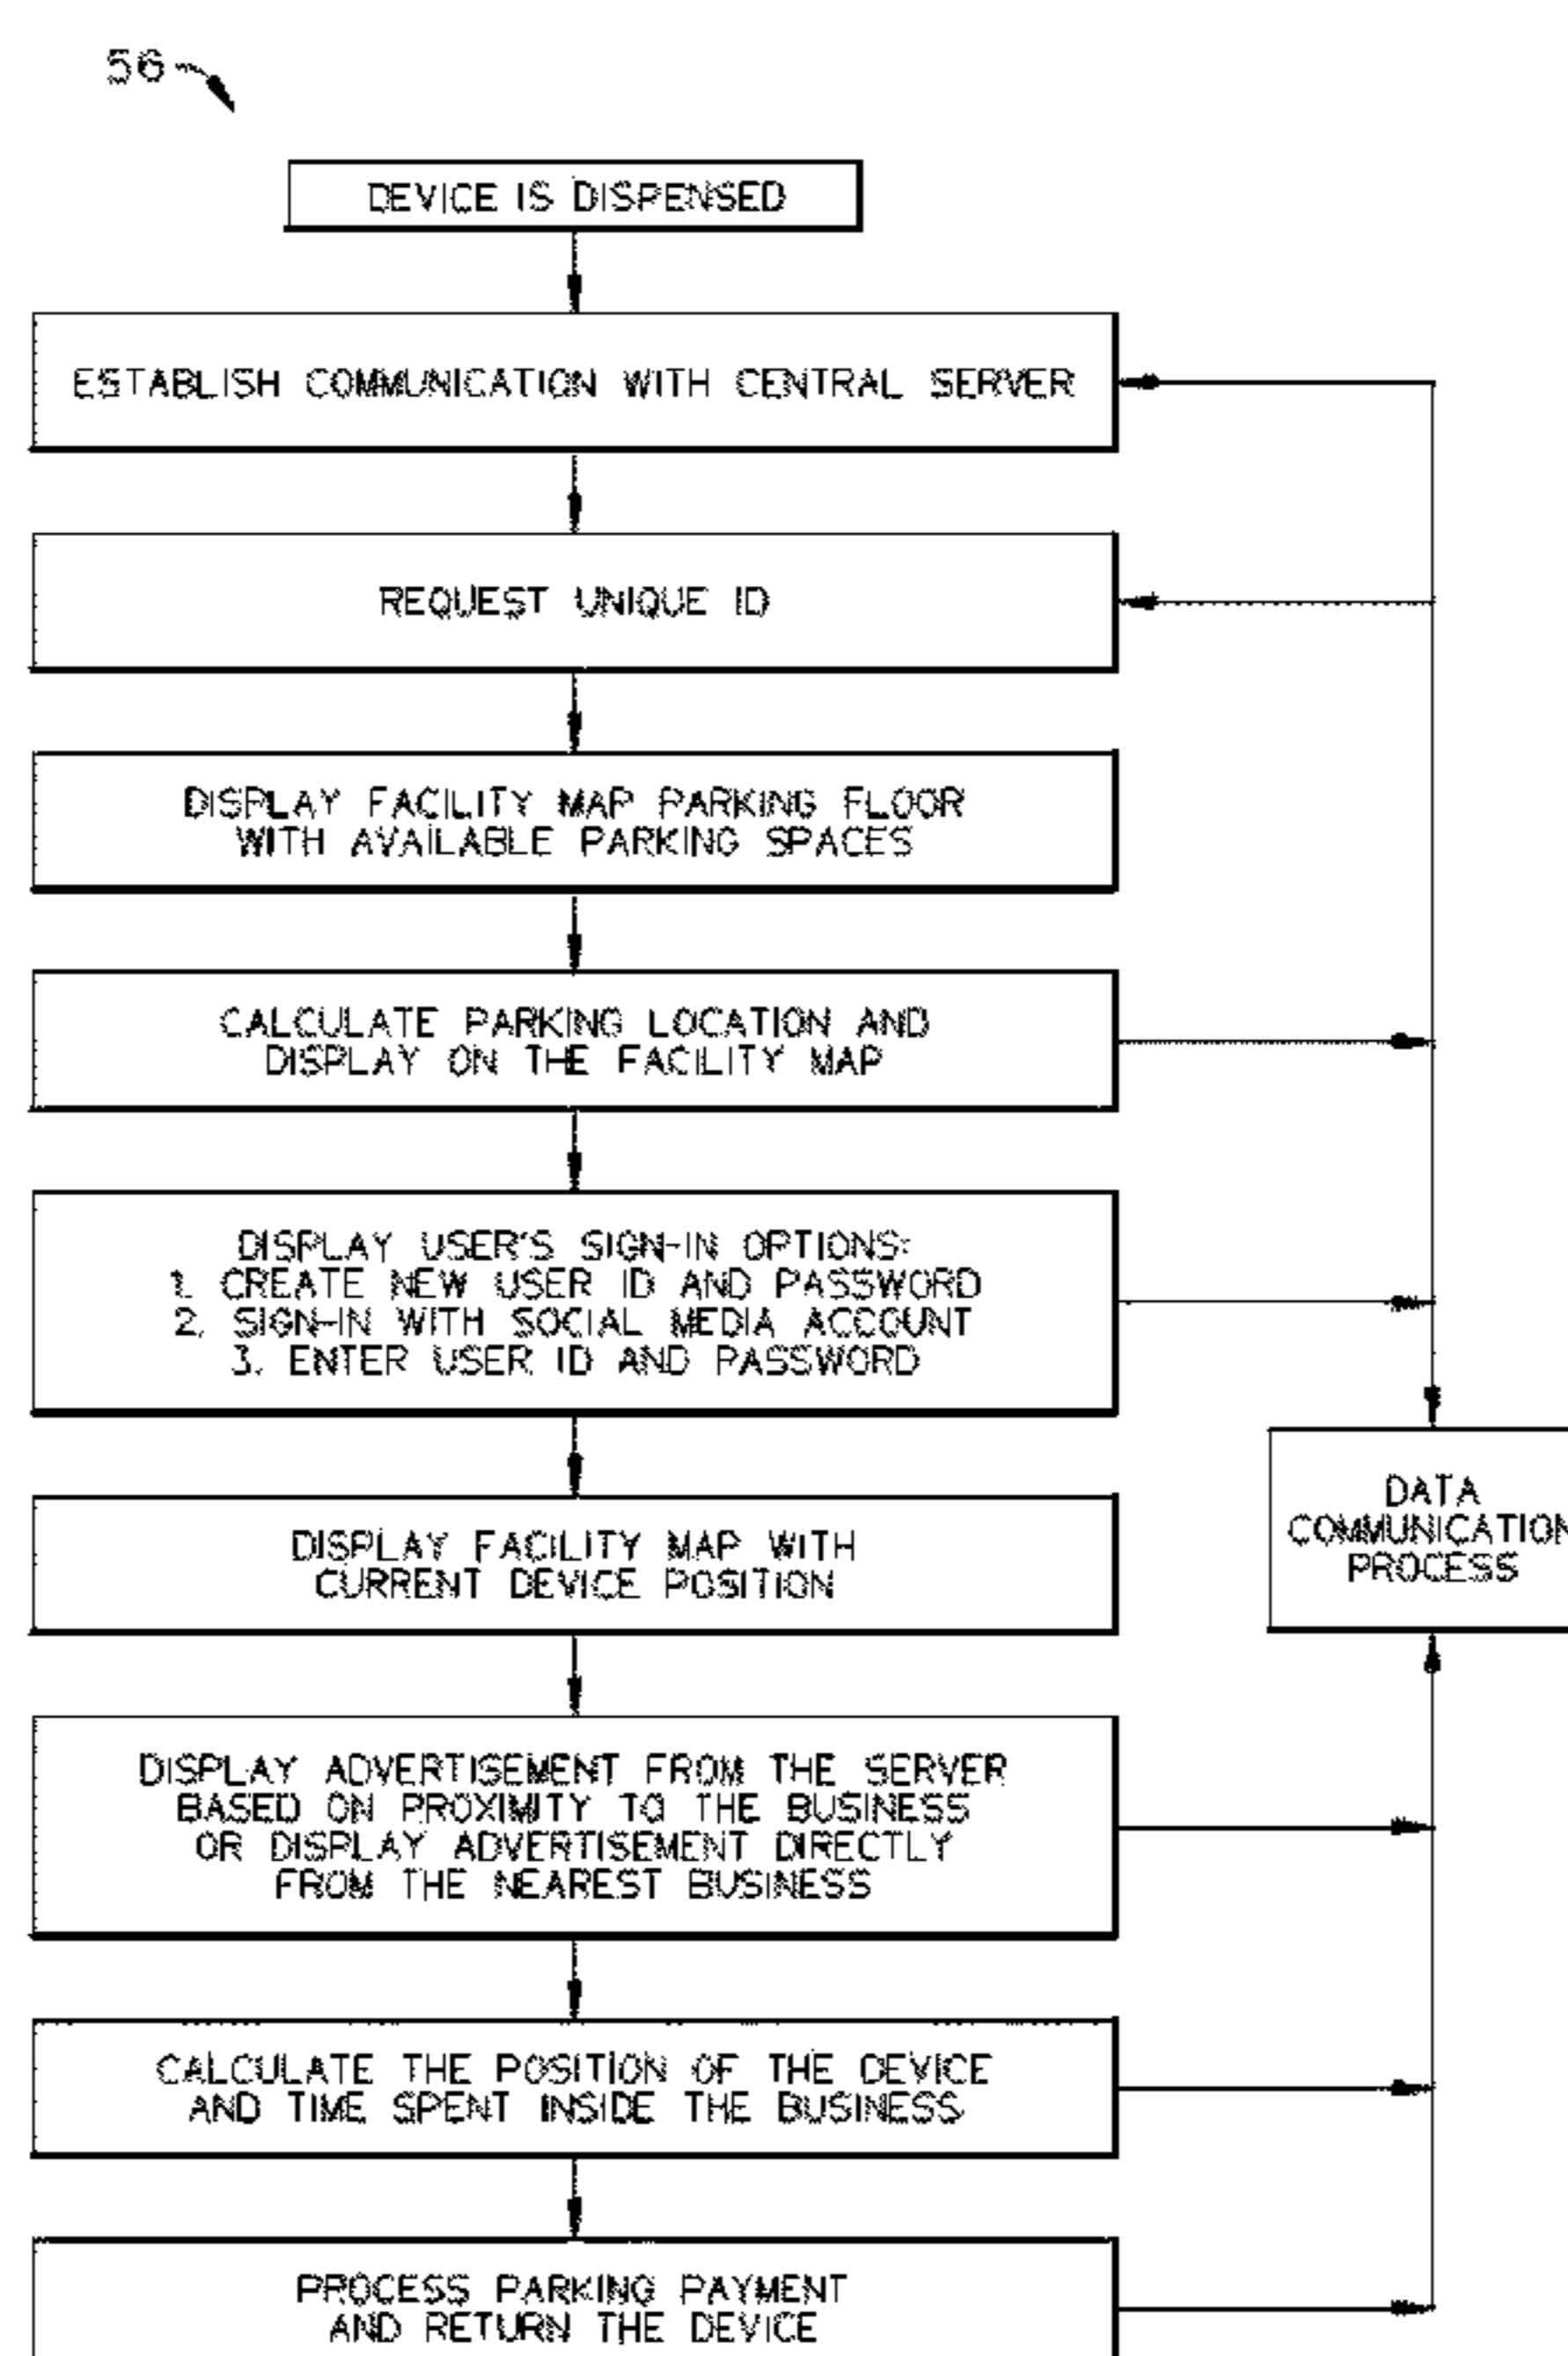 56
DEVICE IS DISPENSED
ESTABLISH COMMUNICATION WITH CENTRAL SERVER
REQUEST UNIQUE ID
DISPLAY FACILITY MAP PARKING FLOOR
WITH AVAILABLE PARKING SPACES
CALCULATE PARKING LOCATION AND
DISPLAY ON THE FACILITY MAP
DISPLAY USER'S SIGN-IN OPTIONS:
1. CREATE NEW USER ID AND PASSWORD
2. SIGN-IN WITH SOCIAL MEDIA ACCOUNT
3. ENTER USER ID AND PASSWORD
DISPLAY FACILITY MAP WITH
CURRENT DEVICE POSITION
DATA
COMMUNICATION
PROCESS
DISPLAY ADVERTISEMENT FROM THE SERVER
BASED ON PROXIMITY TO THE BUSINESS
OR DISPLAY ADVERTISEMENT DIRECTLY
FROM THE NEAREST BUSINESS
CALCULATE THE POSITION OF THE DEVICE
AND TIME SPENT INSIDE THE BUSINESS
PROCESS PARKING PAYMENT
AND RETURN THE DEVICE